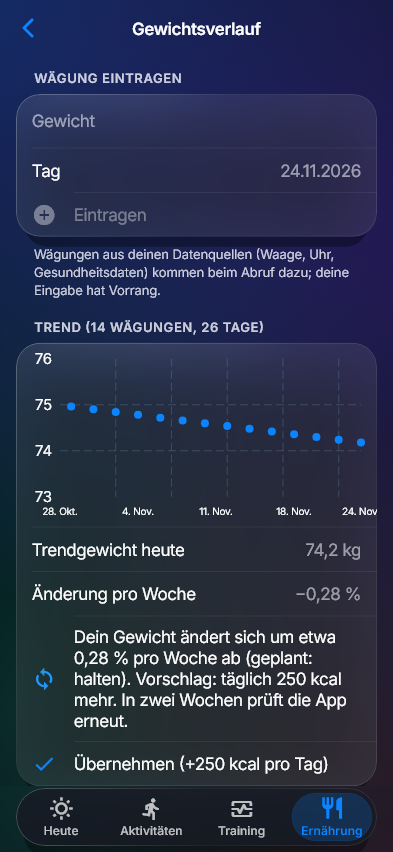 Gewichtsverlauf
WÄGUNG EINTRAGEN
Gewicht
Tag 24.11.2026
Eintragen
Wägungen aus deinen Datenquellen (Waage, Uhr,
Gesundheitsdaten) kommen beim Abruf dazu; deine
Eingabe hat Vorrang.
TREND (14 WÄGUNGEN, 26 TAGE)
76
75
74
73
28. Okt. 4. Nov. 11. Nov. 18. Nov. 24. Nov
Trendgewicht heute 74,2 kg
Änderung pro Woche −0,28 %
Dein Gewicht ändert sich um etwa
0,28 % pro Woche ab (geplant:
halten). Vorschlag: täglich 250 kcal
mehr. In zwei Wochen prüft die App
erneut.
Übernehmen (+250 kcal pro Tag)
Heute Aktivitäten Training Ernährung